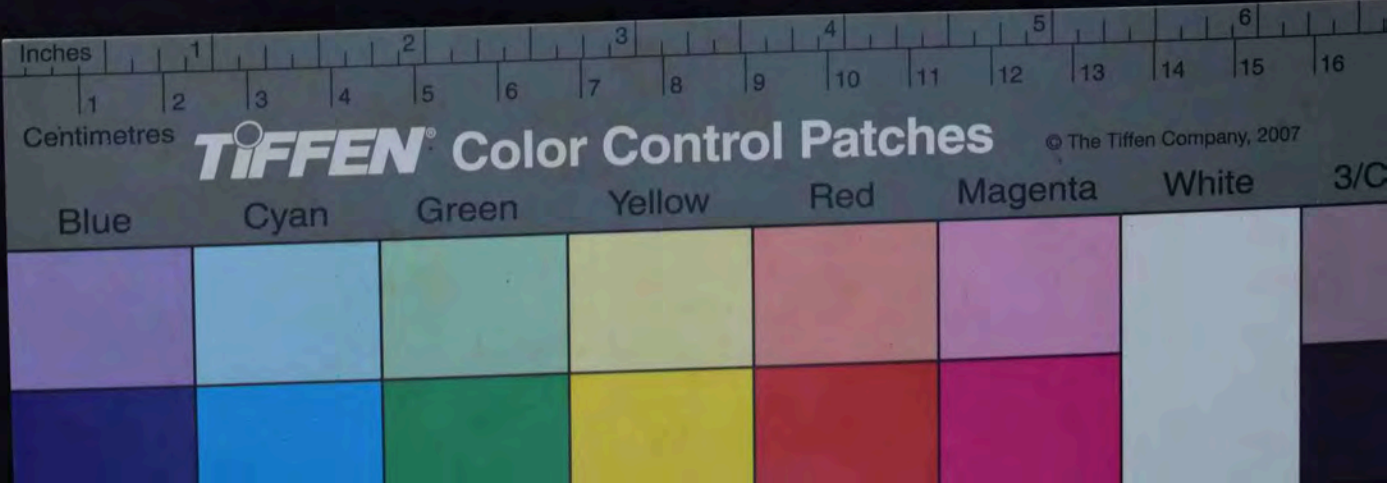 Inches 1 2 3 4 5 6
1 2 3 4 5 6 7 8 9 10 11 12 13 14 15 16
Centimetres
TIFFEN® Color Control Patches © The Tiffen Company, 2007
Blue Cyan Green Yellow Red Magenta White 3/C